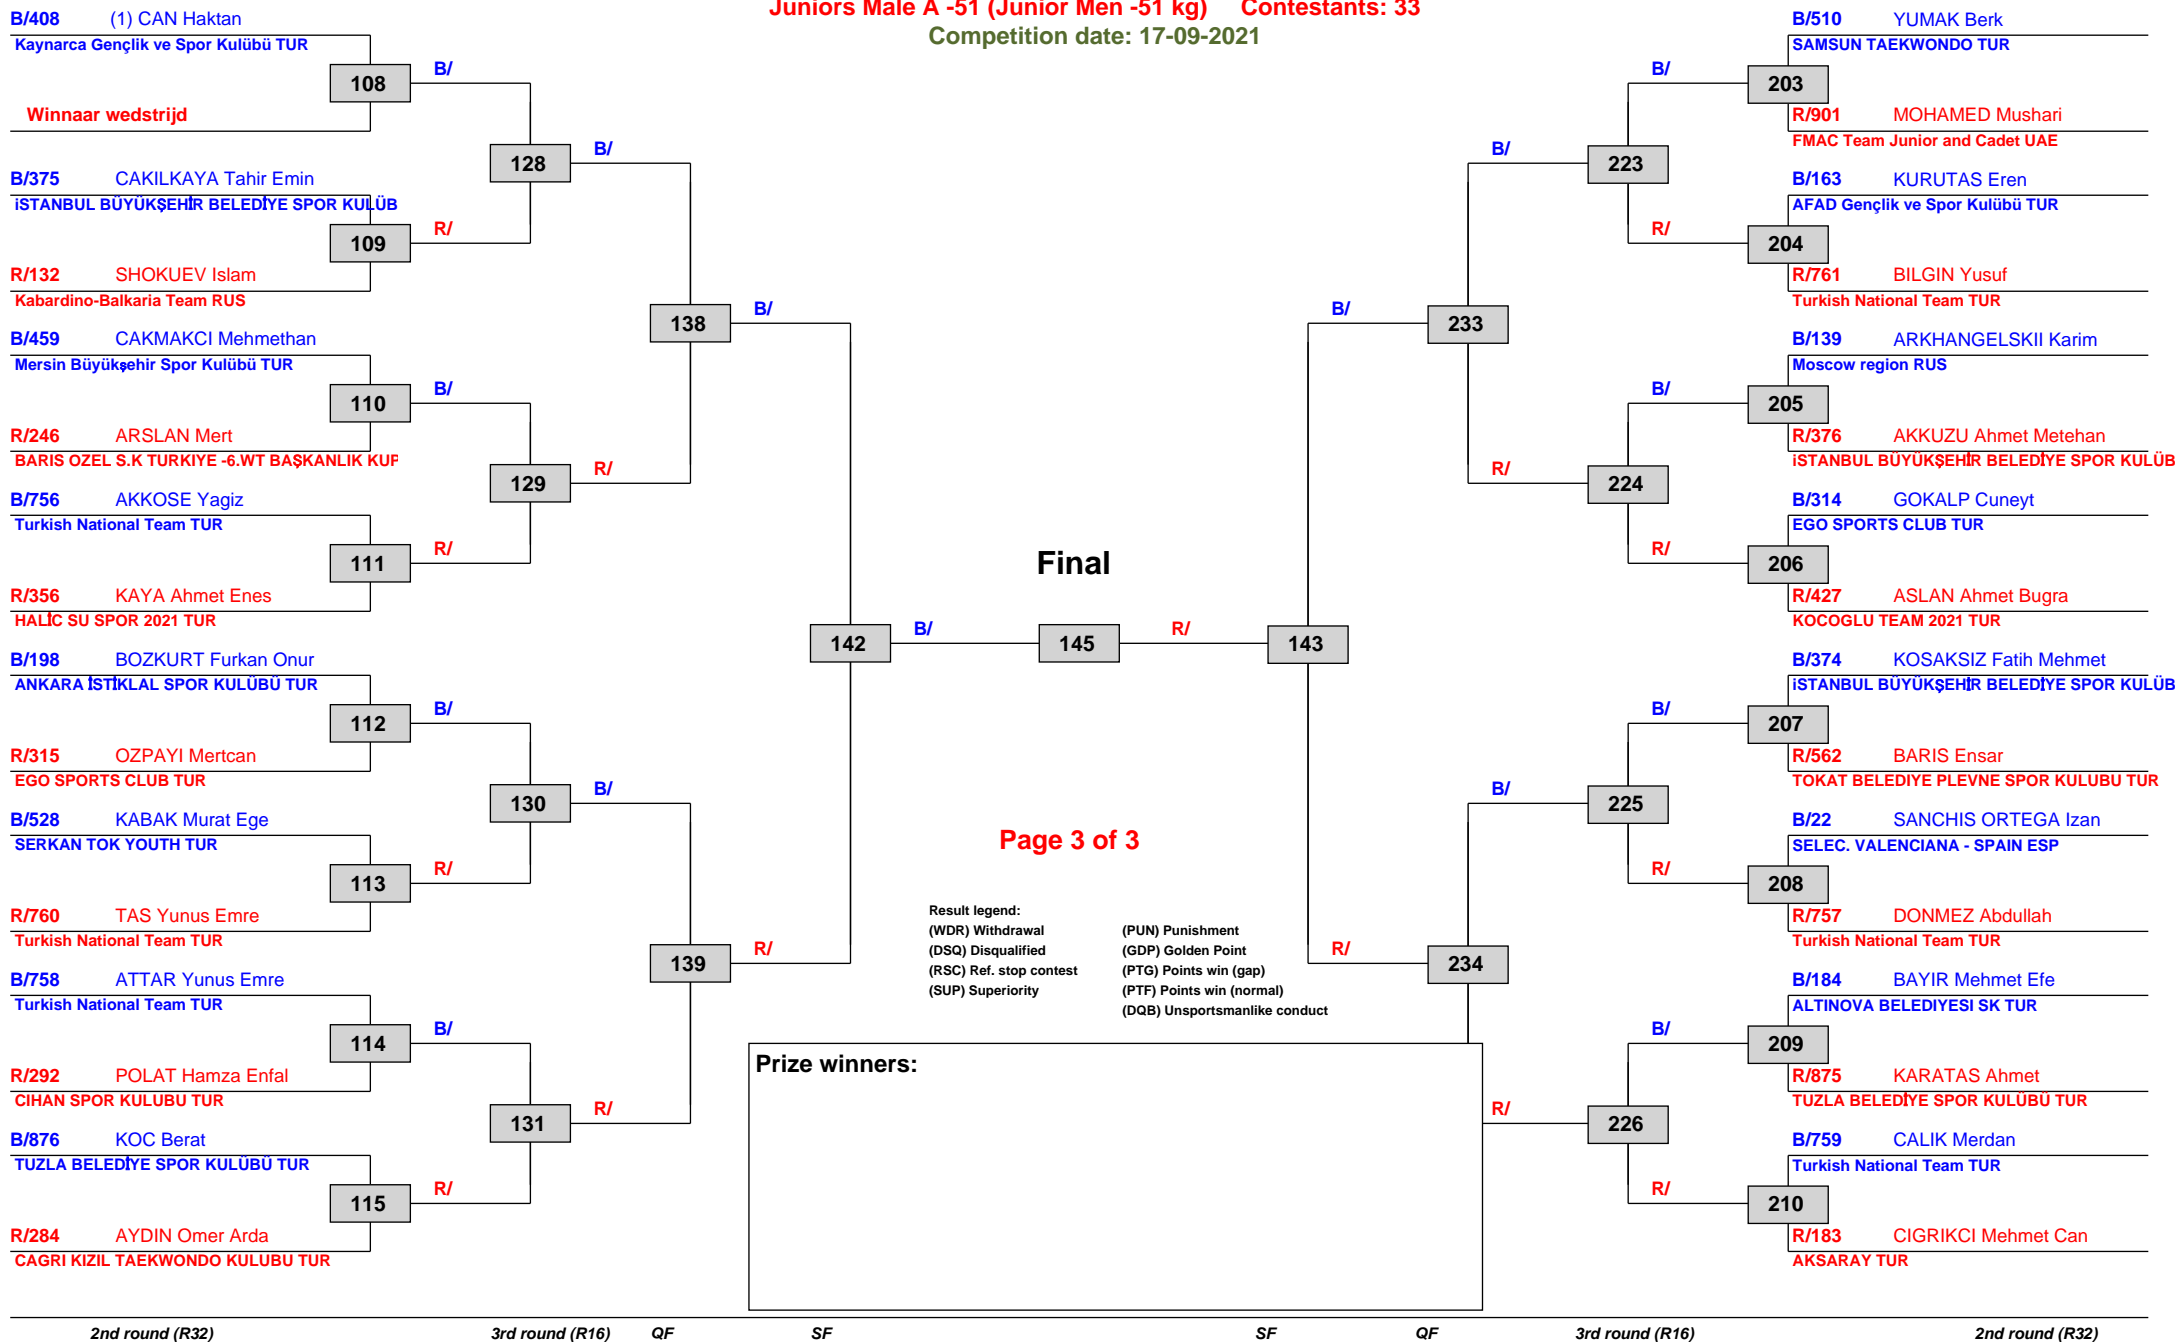 Juniors Male A -51 (Junior Men -51 kg) Contestants: 33
Competition date: 17-09-2021
B/408 (1) CAN Haktan
Kaynarca Gençlik ve Spor Kulübü TUR
108
B/
Winnaar wedstrijd
128
B/
B/375 CAKILKAYA Tahir Emin
iSTANBUL BÜYÜKŞEHİR BELEDİYE SPOR KULÜB
109
R/
R/132 SHOKUEV Islam
Kabardino-Balkaria Team RUS
138
B/
B/459 CAKMAKCI Mehmethan
Mersin Büyükşehir Spor Kulübü TUR
110
B/
R/246 ARSLAN Mert
BARIS OZEL S.K TURKIYE -6.WT BAŞKANLIK KUP
129
R/
B/756 AKKOSE Yagiz
Turkish National Team TUR
111
R/
R/356 KAYA Ahmet Enes
HALİC SU SPOR 2021 TUR
142
B/
B/198 BOZKURT Furkan Onur
ANKARA İSTİKLAL SPOR KULÜBÜ TUR
112
B/
R/315 OZPAYI Mertcan
EGO SPORTS CLUB TUR
130
B/
B/528 KABAK Murat Ege
SERKAN TOK YOUTH TUR
113
R/
R/760 TAS Yunus Emre
Turkish National Team TUR
139
R/
B/758 ATTAR Yunus Emre
Turkish National Team TUR
114
B/
R/292 POLAT Hamza Enfal
CIHAN SPOR KULUBU TUR
131
R/
B/876 KOC Berat
TUZLA BELEDİYE SPOR KULÜBÜ TUR
115
R/
R/284 AYDIN Omer Arda
CAGRI KIZIL TAEKWONDO KULUBU TUR
Final
145
R/
143
Page 3 of 3
Result legend:
(WDR) Withdrawal
(DSQ) Disqualified
(RSC) Ref. stop contest
(SUP) Superiority
(PUN) Punishment
(GDP) Golden Point
(PTG) Points win (gap)
(PTF) Points win (normal)
(DQB) Unsportsmanlike conduct
Prize winners:
B/510 YUMAK Berk
SAMSUN TAEKWONDO TUR
B/
203
R/901 MOHAMED Mushari
FMAC Team Junior and Cadet UAE
B/
223
B/163 KURUTAS Eren
AFAD Gençlik ve Spor Kulübü TUR
R/
204
R/761 BILGIN Yusuf
Turkish National Team TUR
B/
233
B/139 ARKHANGELSKII Karim
Moscow region RUS
B/
205
R/376 AKKUZU Ahmet Metehan
iSTANBUL BÜYÜKŞEHİR BELEDİYE SPOR KULÜB
R/
224
B/314 GOKALP Cuneyt
EGO SPORTS CLUB TUR
R/
206
R/427 ASLAN Ahmet Bugra
KOCOGLU TEAM 2021 TUR
B/374 KOSAKSIZ Fatih Mehmet
iSTANBUL BÜYÜKŞEHİR BELEDİYE SPOR KULÜB
B/
207
R/562 BARIS Ensar
TOKAT BELEDIYE PLEVNE SPOR KULUBU TUR
B/
225
B/22 SANCHIS ORTEGA Izan
SELEC. VALENCIANA - SPAIN ESP
R/
208
R/757 DONMEZ Abdullah
Turkish National Team TUR
R/
234
B/184 BAYIR Mehmet Efe
ALTINOVA BELEDIYESI SK TUR
B/
209
R/875 KARATAS Ahmet
TUZLA BELEDİYE SPOR KULÜBÜ TUR
R/
226
B/759 CALIK Merdan
Turkish National Team TUR
R/
210
R/183 CIGRIKCI Mehmet Can
AKSARAY TUR
2nd round (R32) 3rd round (R16) QF SF SF QF 3rd round (R16) 2nd round (R32)